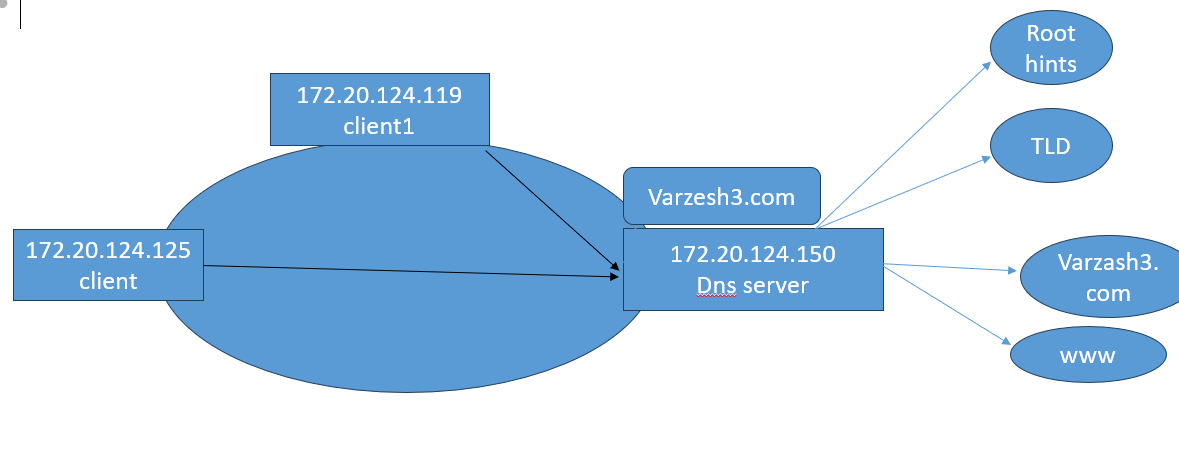 172.20.124.119
client1
172.20.124.125
client
Varzesh3.com
172.20.124.150
Dns server
Root
hints
TLD
Varzash3.
com
www